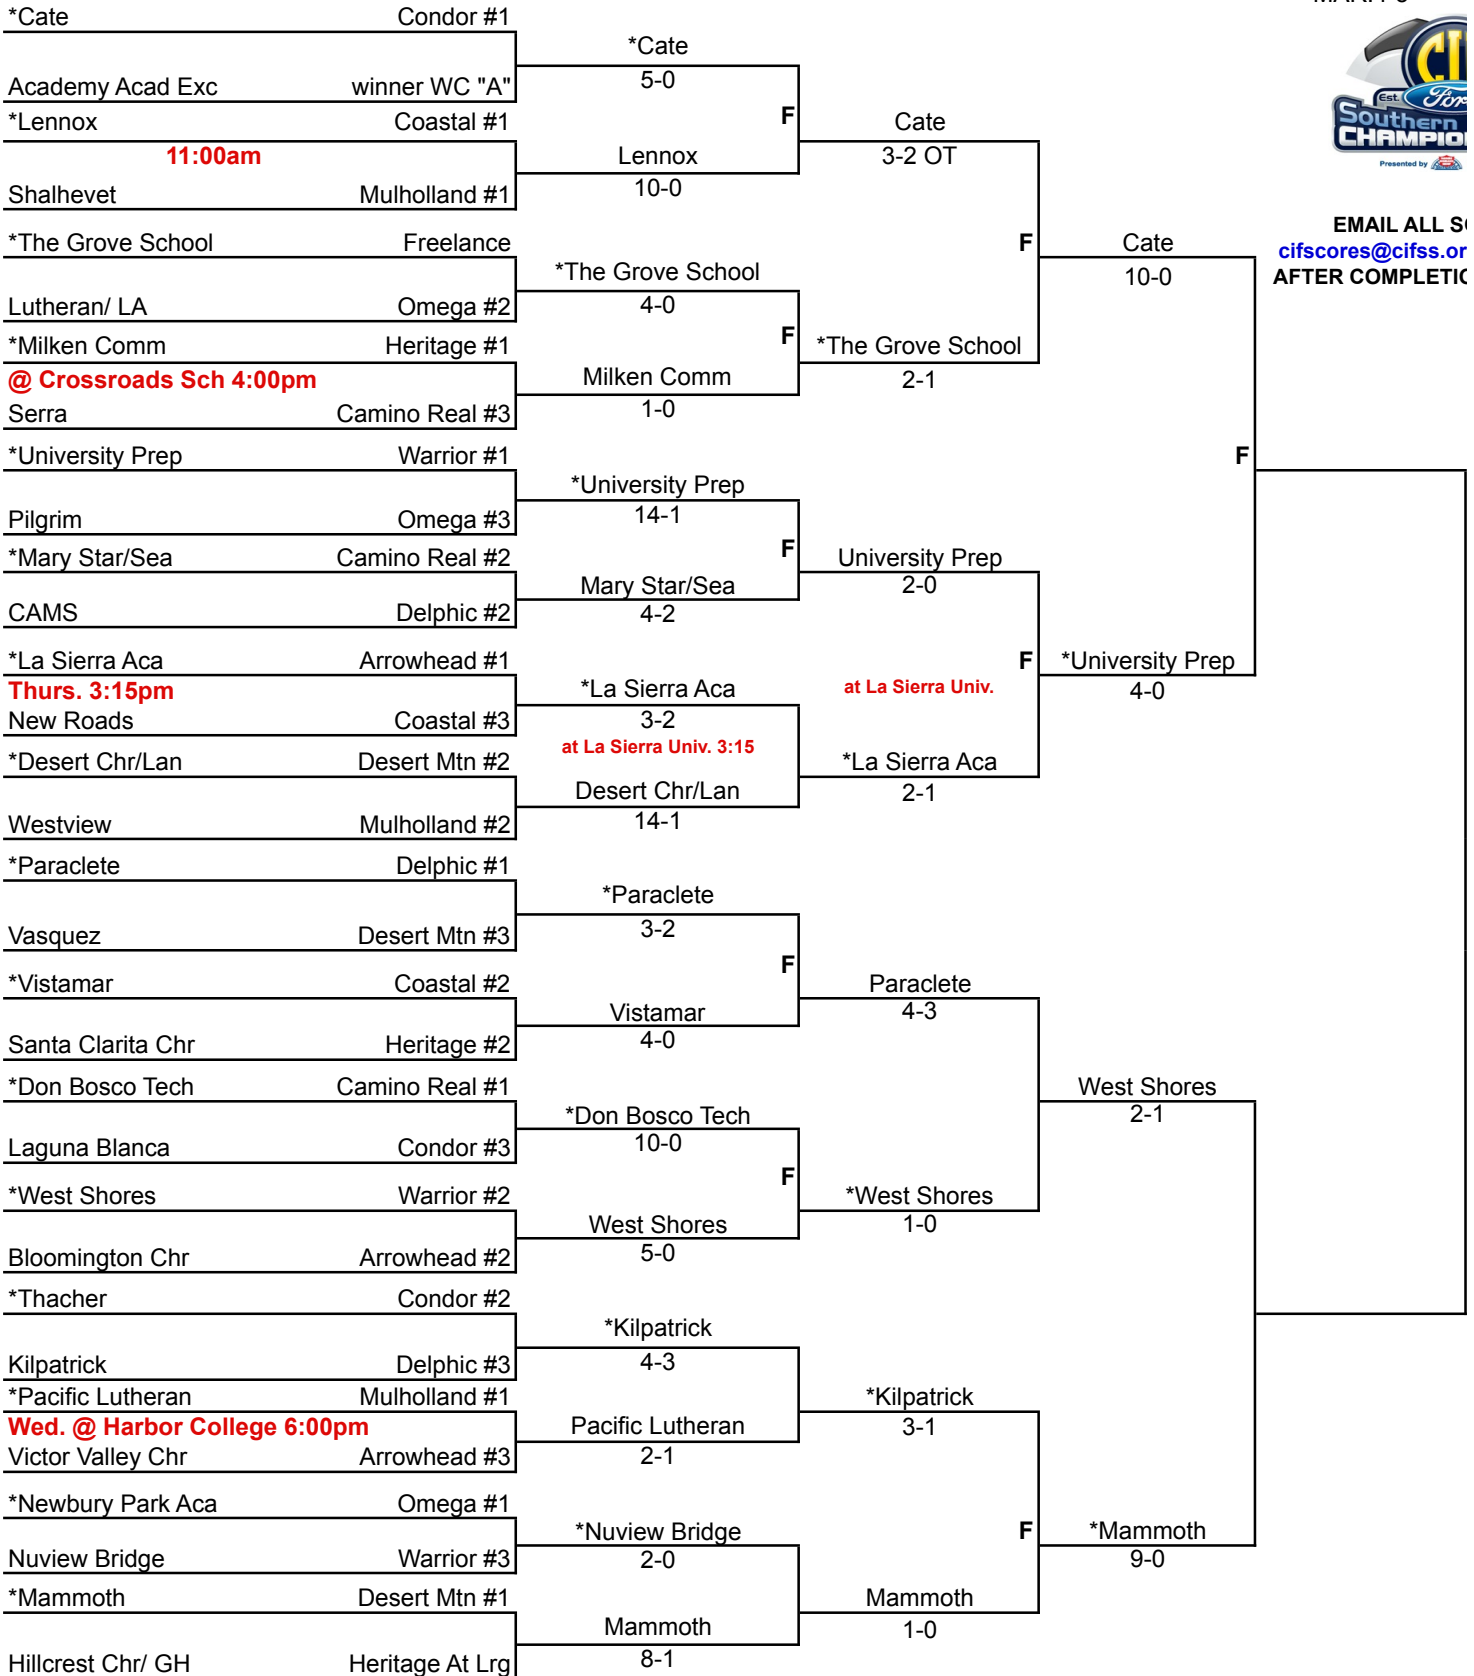 *Cate Condor #1
Academy Acad Exc winner WC "A"
*Lennox Coastal #1
11:00am
Shalhevet Mulholland #1
*The Grove School Freelance
Lutheran/ LA Omega #2
*Milken Comm Heritage #1
@ Crossroads Sch 4:00pm
Serra Camino Real #3
*University Prep Warrior #1
Pilgrim Omega #3
*Mary Star/Sea Camino Real #2
CAMS Delphic #2
*La Sierra Aca Arrowhead #1
Thurs. 3:15pm
New Roads Coastal #3
*Desert Chr/Lan Desert Mtn #2
Westview Mulholland #2
*Paraclete Delphic #1
Vasquez Desert Mtn #3
*Vistamar Coastal #2
Santa Clarita Chr Heritage #2
*Don Bosco Tech Camino Real #1
Laguna Blanca Condor #3
*West Shores Warrior #2
Bloomington Chr Arrowhead #2
*Thacher Condor #2
Kilpatrick Delphic #3
*Pacific Lutheran Mulholland #1
Wed. @ Harbor College 6:00pm
Victor Valley Chr Arrowhead #3
*Newbury Park Aca Omega #1
Nuview Bridge Warrior #3
*Mammoth Desert Mtn #1
Hillcrest Chr/ GH Heritage At Lrg
*Cate
5-0
F
Lennox
10-0
*The Grove School
4-0
F
Milken Comm
1-0
*University Prep
14-1
F
Mary Star/Sea
4-2
*La Sierra Aca
3-2
at La Sierra Univ. 3:15
Desert Chr/Lan
14-1
*Paraclete
3-2
F
Vistamar
4-0
*Don Bosco Tech
10-0
F
West Shores
5-0
*Kilpatrick
4-3
Pacific Lutheran
2-1
*Nuview Bridge
2-0
Mammoth
8-1
Cate
3-2 OT
F
*The Grove School
2-1
University Prep
2-0
F
at La Sierra Univ.
*La Sierra Aca
2-1
Paraclete
4-3
*West Shores
1-0
*Kilpatrick
3-1
F
Mammoth
1-0
Cate
10-0
F
*University Prep
4-0
West Shores
2-1
*Mammoth
9-0
Est.
Ford
Southern
CHAMPIO
Presented by
EMAIL ALL SC
cifscores@cifss.or
AFTER COMPLETIO